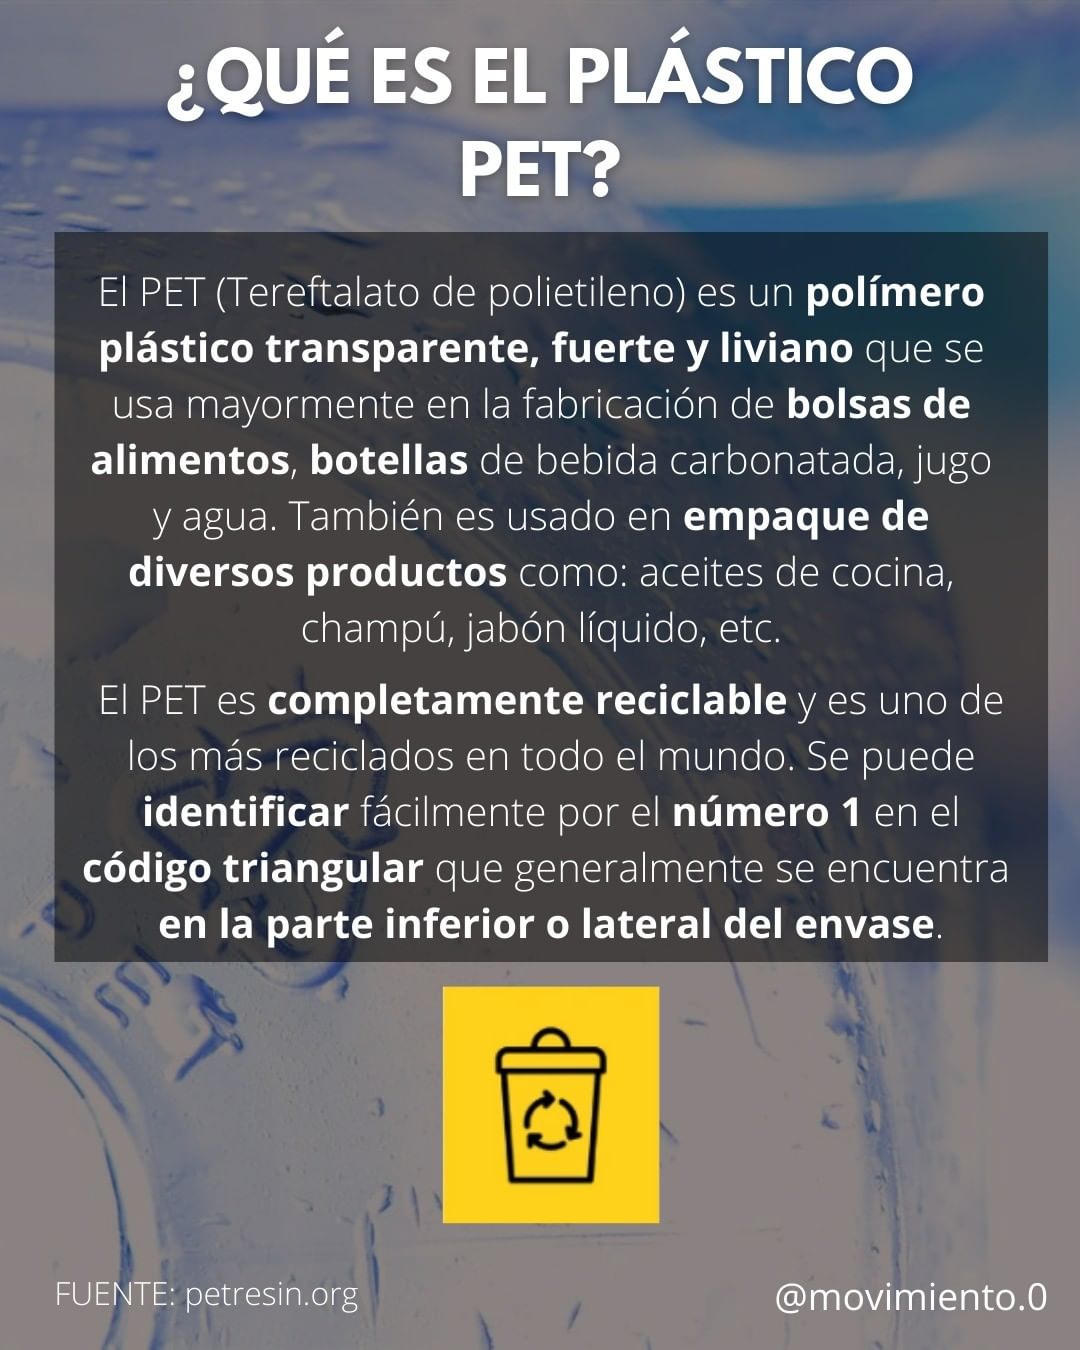 ¿QUÉ ES EL PLÁSTICO
PET?
El PET (Tereftalato de polietileno) es un polímero
plástico transparente, fuerte y liviano que se
usa mayormente en la fabricación de bolsas de
alimentos, botellas de bebida carbonatada, jugo
y agua. También es usado en empaque de
diversos productos como: aceites de cocina,
champú, jabón líquido, etc.
El PET es completamente reciclable y es uno de
los más reciclados en todo el mundo. Se puede
identificar fácilmente por el número 1 en el
código triangular que generalmente se encuentra
en la parte inferior o lateral del envase.
FUENTE: petresin.org
@movimiento.0